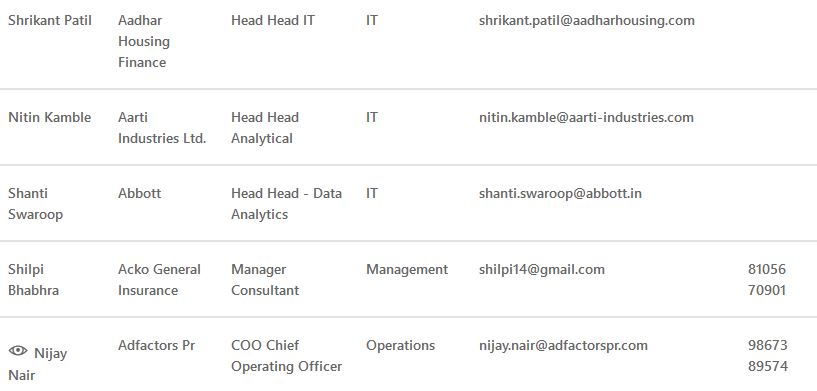 Shrikant Patil Aadhar Head Head IT IT shrikant.patil@aadharhousing.com
Housing
Finance
Nitin Kamble Aarti Head Head IT nitin.kamble@aarti-industries.com
Industries Ltd. Analytical
Shanti Abbott Head Head - Data IT shanti.swaroop@abbott.in
Swaroop Analytics
Shilpi Acko General Manager Management shilpi14@gmail.com 81056
Bhabhra Insurance Consultant 70901
Nijay Adfactors Pr COO Chief Operations nijay.nair@adfactorspr.com 98673
Nair Operating Officer 89574